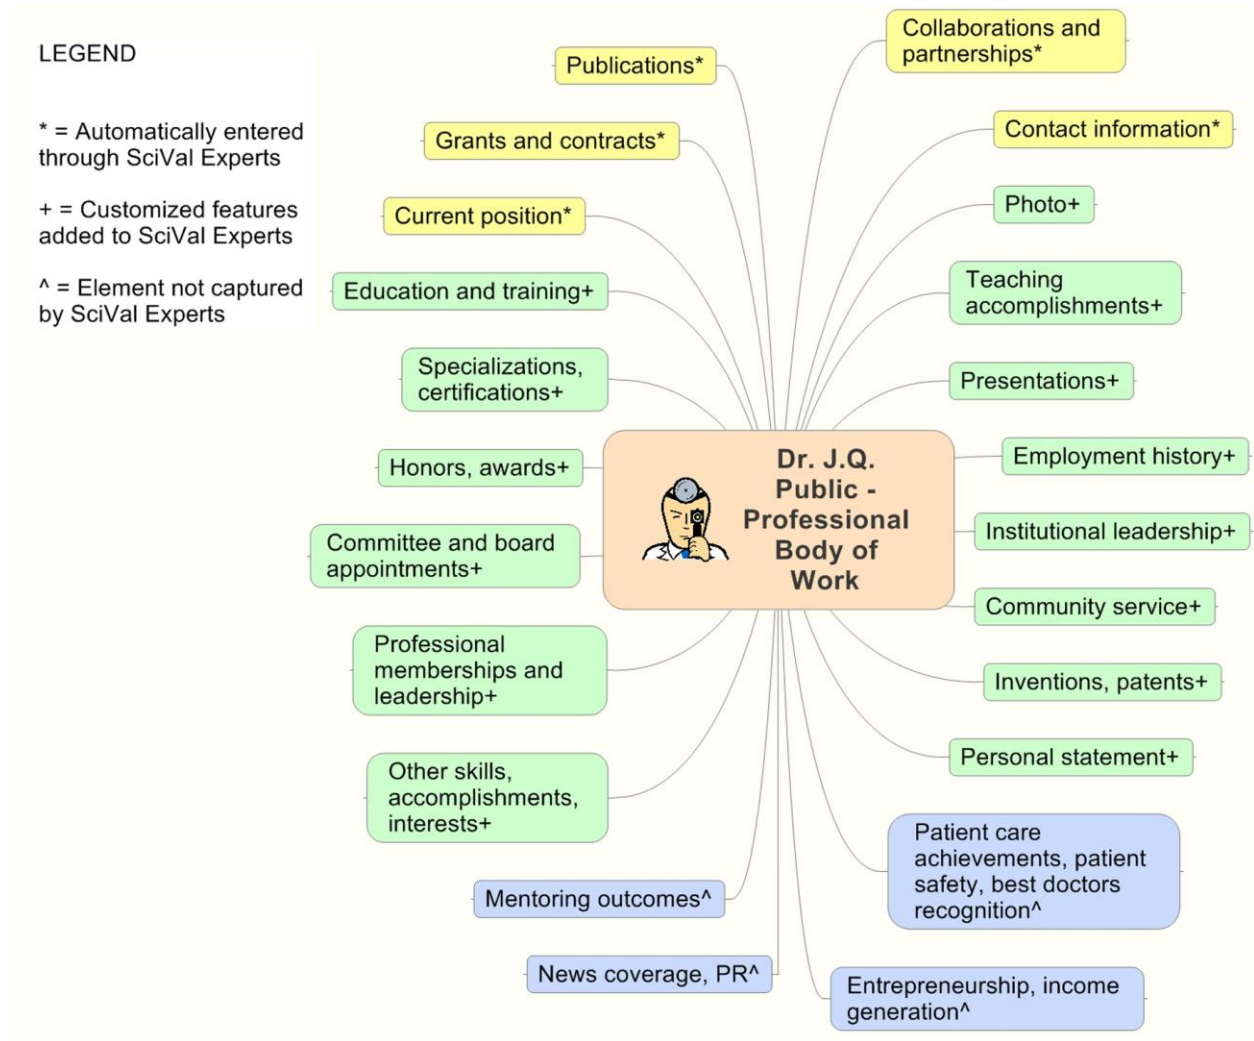 LEGEND
* = Automatically entered
through SciVal Experts
+ = Customized features
added to SciVal Experts
^ = Element not captured
by SciVal Experts
Publications*
Grants and contracts*
Current position*
Education and training+
Specializations,
certifications+
Honors, awards+
Committee and board
appointments+
Professional
memberships and
leadership+
Other skills,
accomplishments,
interests+
Mentoring outcomes^
News coverage, PR^
Dr. J.Q.
Public -
Professional
Body of
Work
Collaborations and
partnerships*
Contact information*
Photo+
Teaching
accomplishments+
Presentations+
Employment history+
Institutional leadership+
Community service+
Inventions, patents+
Personal statement+
Patient care
achievements, patient
safety, best doctors
recognition^
Entrepreneurship, income
generation^